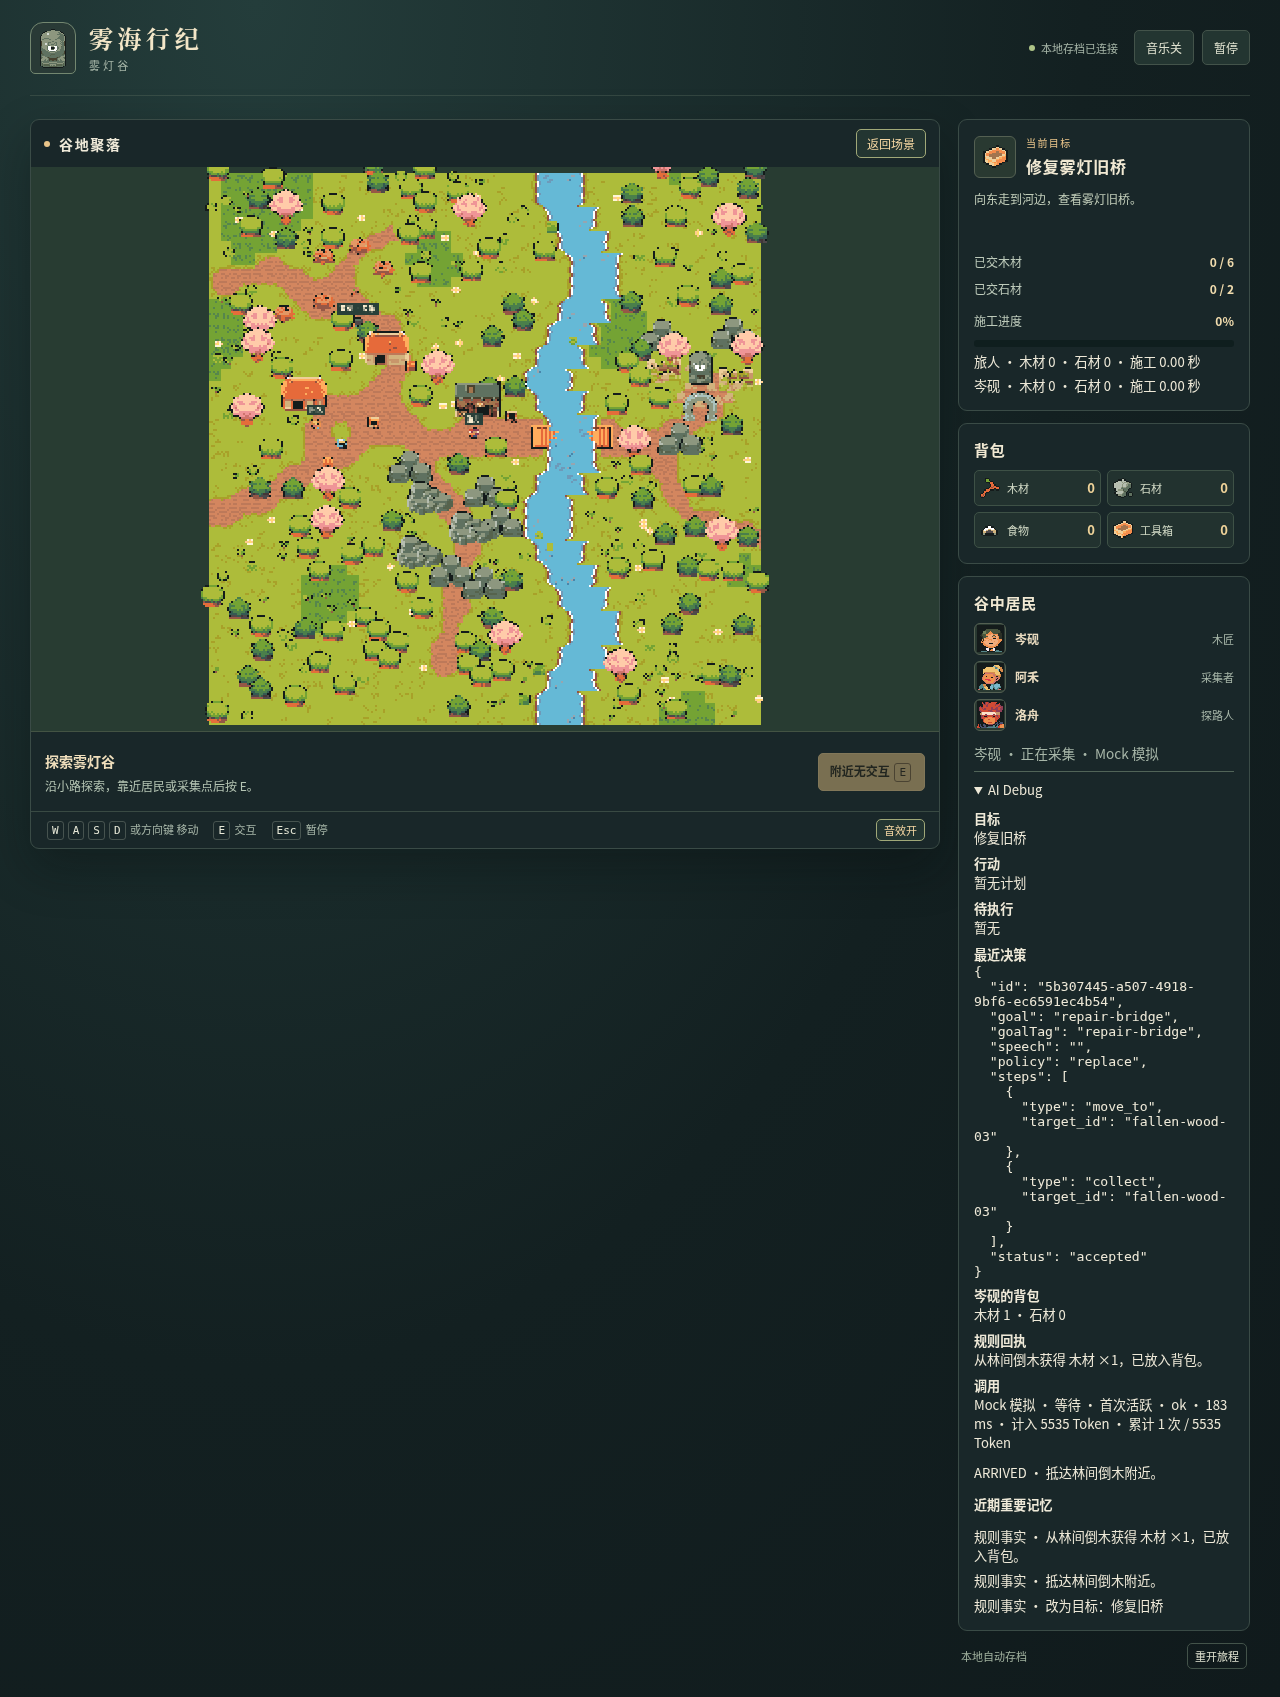 雾海行纪
雾灯谷
本地存档已连接
音乐关
暂停
谷地聚落
返回场景
当前目标
修复雾灯旧桥
向东走到河边，查看雾灯旧桥。
已交木材 0 / 6
已交石材 0 / 2
施工进度 0%
旅人 · 木材 0 · 石材 0 · 施工 0.00 秒
岑砚 · 木材 0 · 石材 0 · 施工 0.00 秒
背包
木材 0
石材 0
食物 0
工具箱 0
谷中居民
岑砚 木匠
阿禾 采集者
洛舟 探路人
岑砚 · 正在采集 · Mock 模拟
▼ AI Debug
目标
修复旧桥
行动
暂无计划
待执行
暂无
最近决策
{
"id": "5b307445-a507-4918-
9bf6-ec6591ec4b54",
"goal": "repair-bridge",
"goalTag": "repair-bridge",
"speech": "",
"policy": "replace",
"steps": [
{
"type": "move_to",
"target_id": "fallen-wood-
03"
},
{
"type": "collect",
"target_id": "fallen-wood-
03"
}
],
"status": "accepted"
}
岑砚的背包
木材 1 · 石材 0
规则回执
从林间倒木获得 木材 ×1，已放入背包。
调用
Mock 模拟 · 等待 · 首次活跃 · ok · 183
ms · 计入 5535 Token · 累计 1 次 / 5535
Token
ARRIVED · 抵达林间倒木附近。
近期重要记忆
规则事实 · 从林间倒木获得 木材 ×1，已放
入背包。
规则事实 · 抵达林间倒木附近。
规则事实 · 改为目标：修复旧桥
本地自动存档
重开旅程
探索雾灯谷
沿小路探索，靠近居民或采集点后按 E。
附近无交互 E
W A S D 或方向键 移动 E 交互 Esc 暂停
音效开